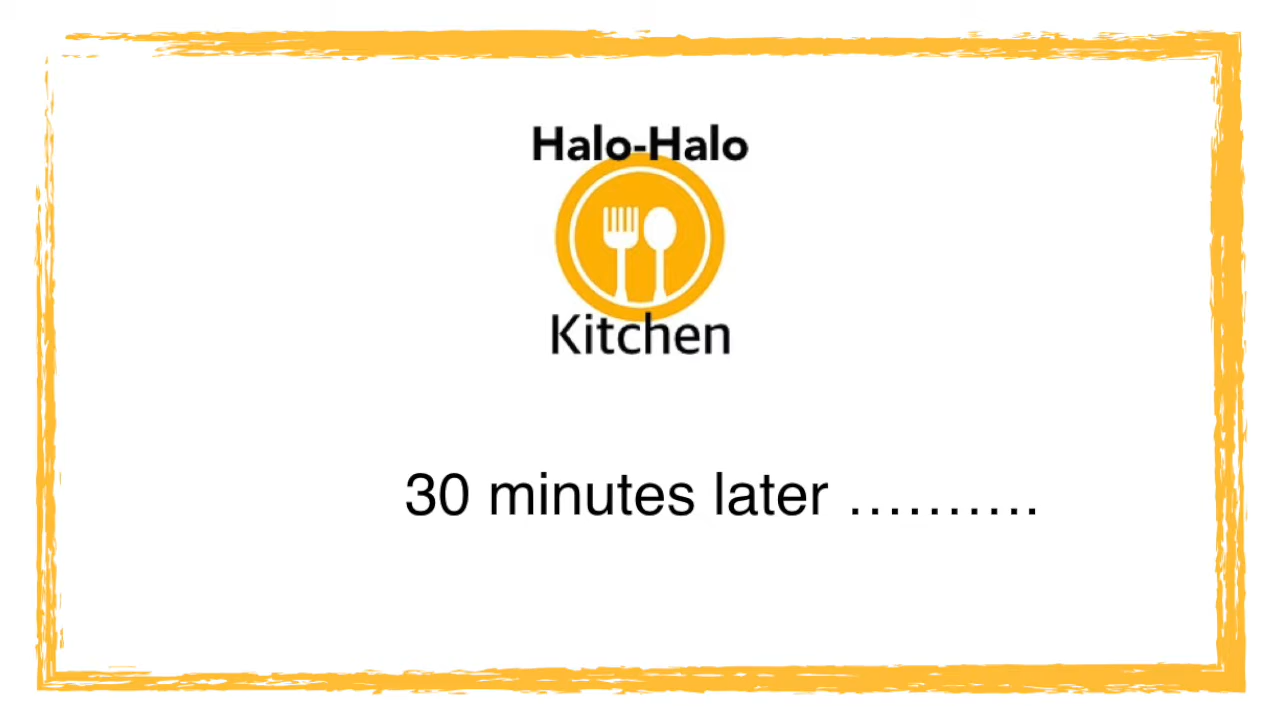 Halo-Halo
Kitchen
30 minutes later ……….